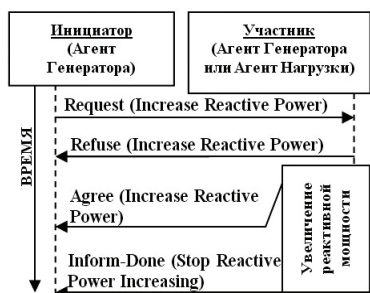 Инициатор
(Агент
Генератора)
Участник
(Агент Генератора
или Агент Нагрузки)
ВРЕМЯ
Request (Increase Reactive Power)
Refuse (Increase Reactive Power)
Agree (Increase Reactive
Power)
Inform-Done (Stop Reactive
Power Increasing)
Увеличение
реактивной
мощности